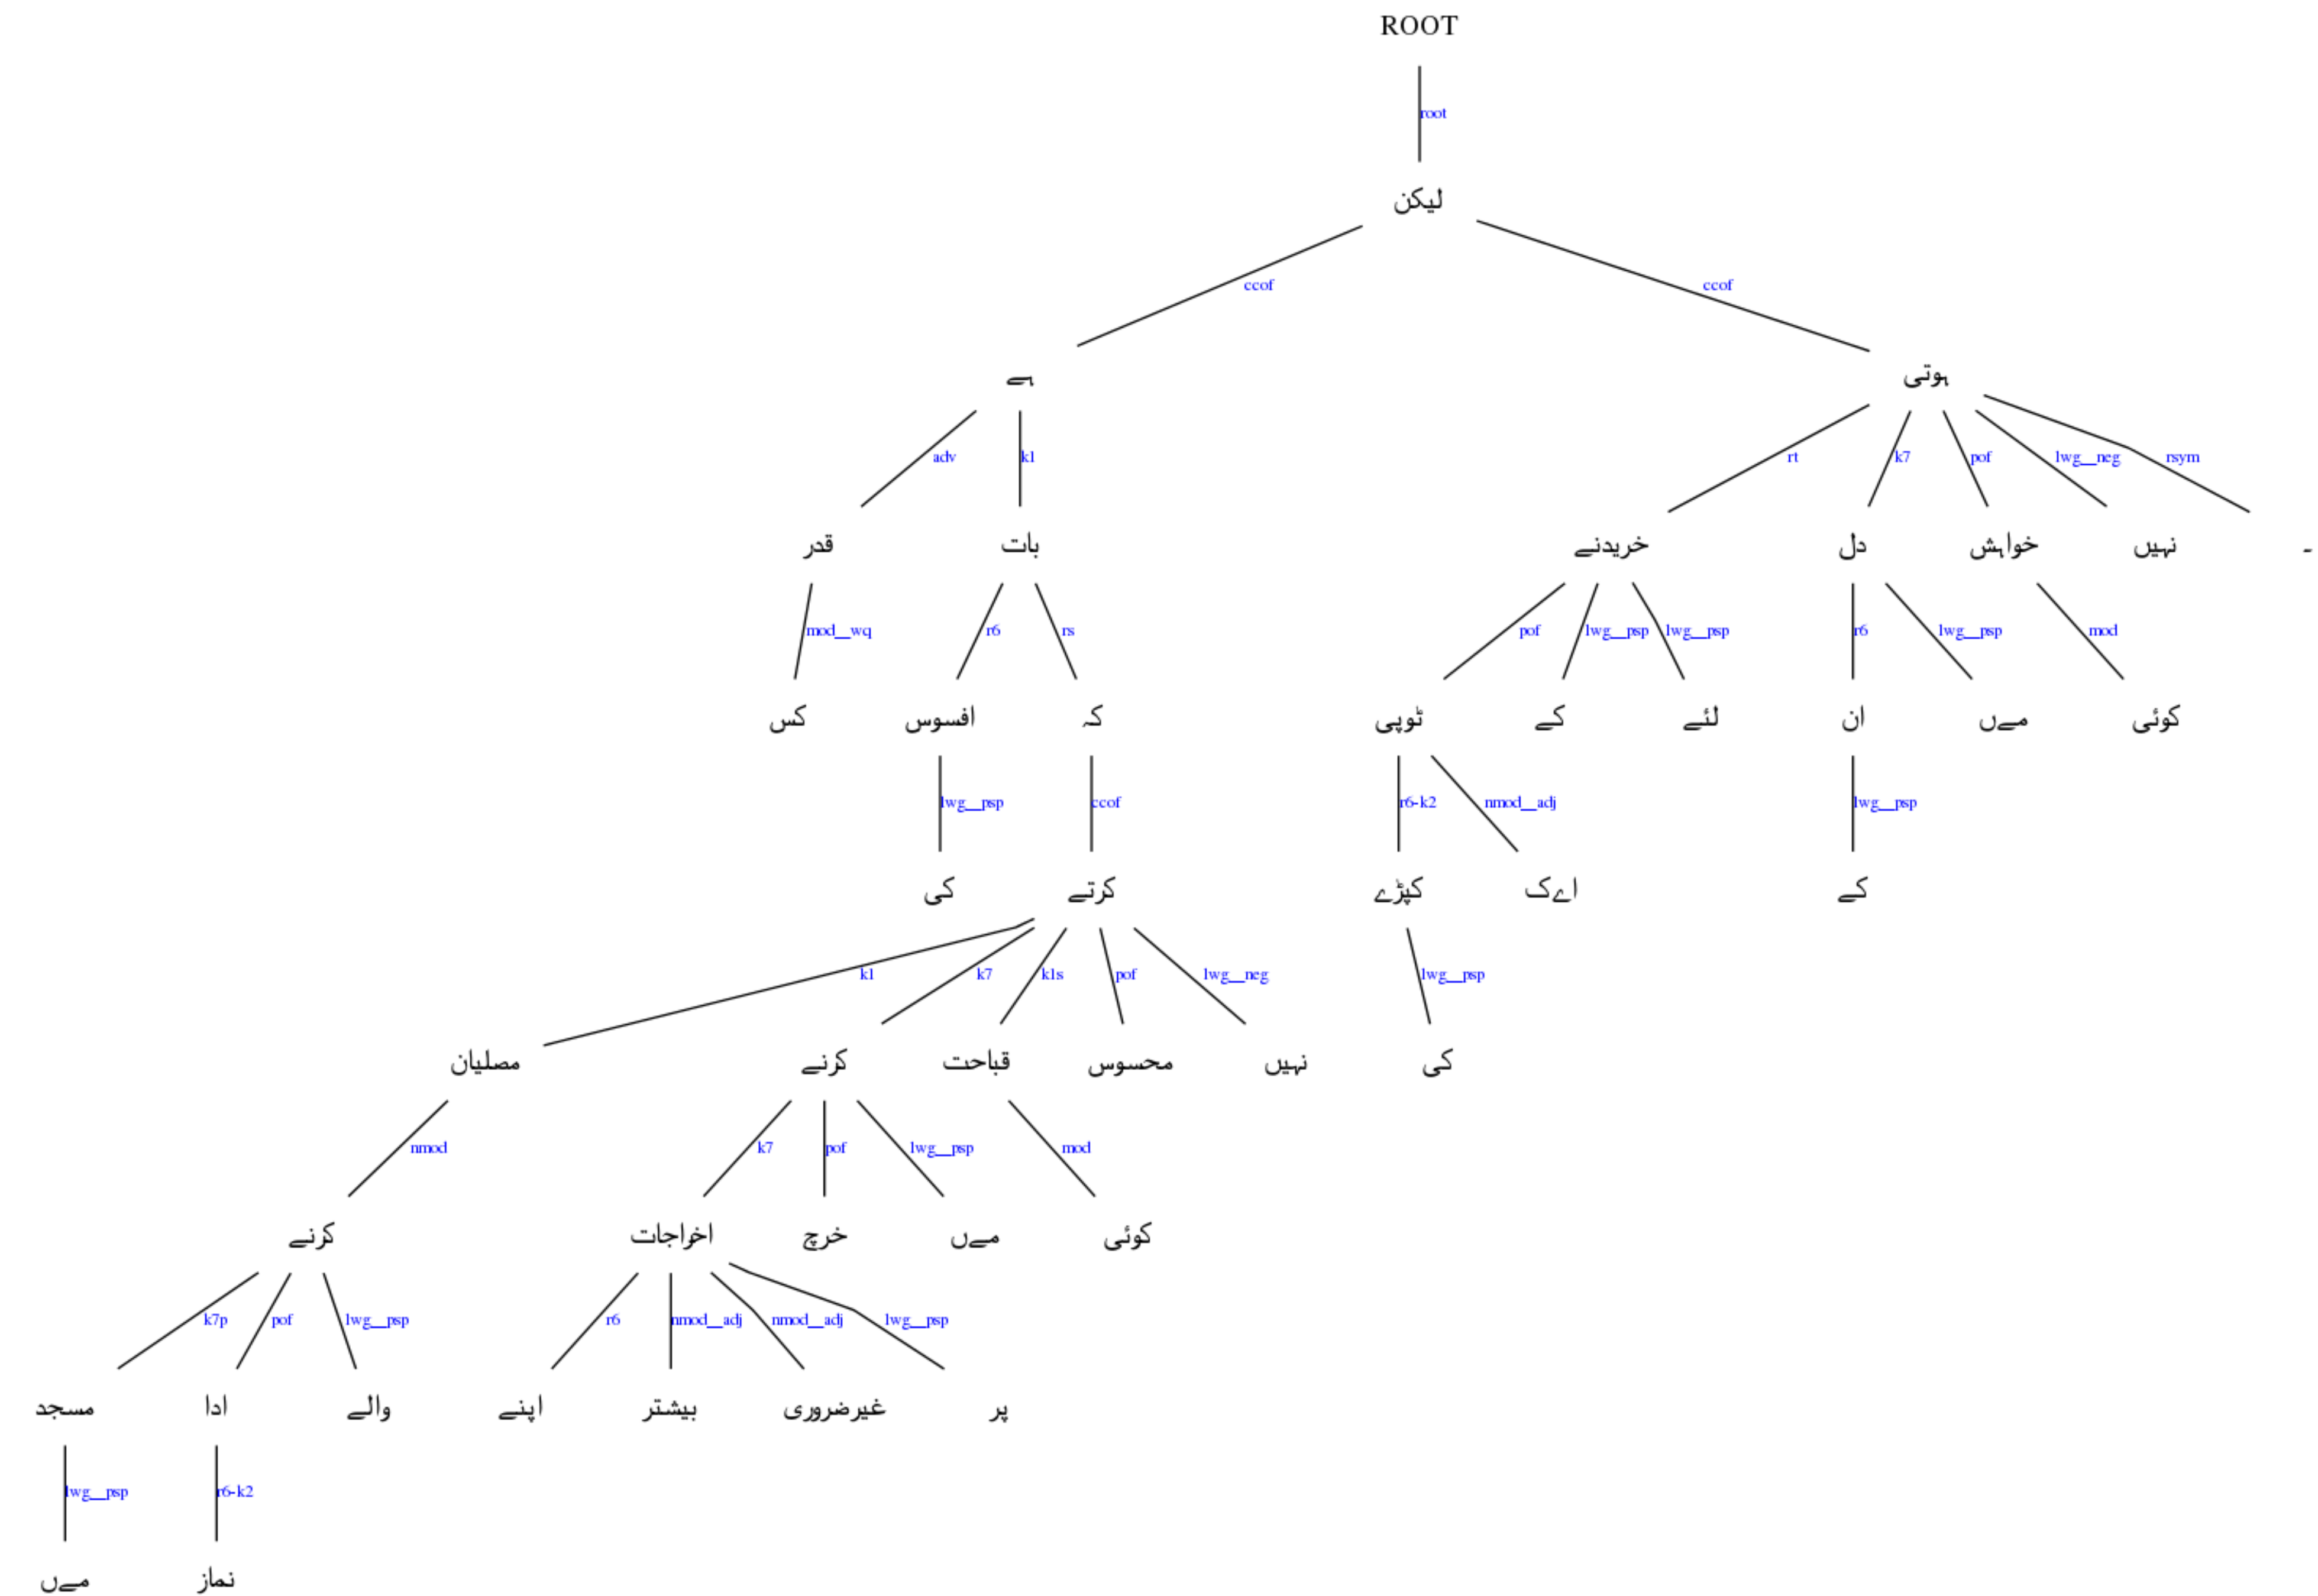 ROOT
root
لیکن
ccof ccof
ہے ہوتی
adv k1 rt k7 pof lwg__neg rsym
قدر بات خریدنے دل خواہش نہیں ۔
mod__wq r6 rs pof lwg__psp lwg__psp r6 lwg__psp mod
کس افسوس کہ ٹوپی کے لئے ان مےں کوئی
lwg__psp ccof r6-k2 nmod__adj lwg__psp
کی کرتے کپڑے اےک کے
k1 k7 k1s pof lwg__neg lwg__psp
مصلیان کرنے قباحت محسوس نہیں کی
nmod k7 pof lwg__psp mod
کرنے اخراجات خرچ مےں کوئی
k7p pof lwg__psp r6 nmod__adj nmod__adj lwg__psp
مسجد ادا والے اپنے بیشتر غیرضروری پر
lwg__psp r6-k2
مےں نماز